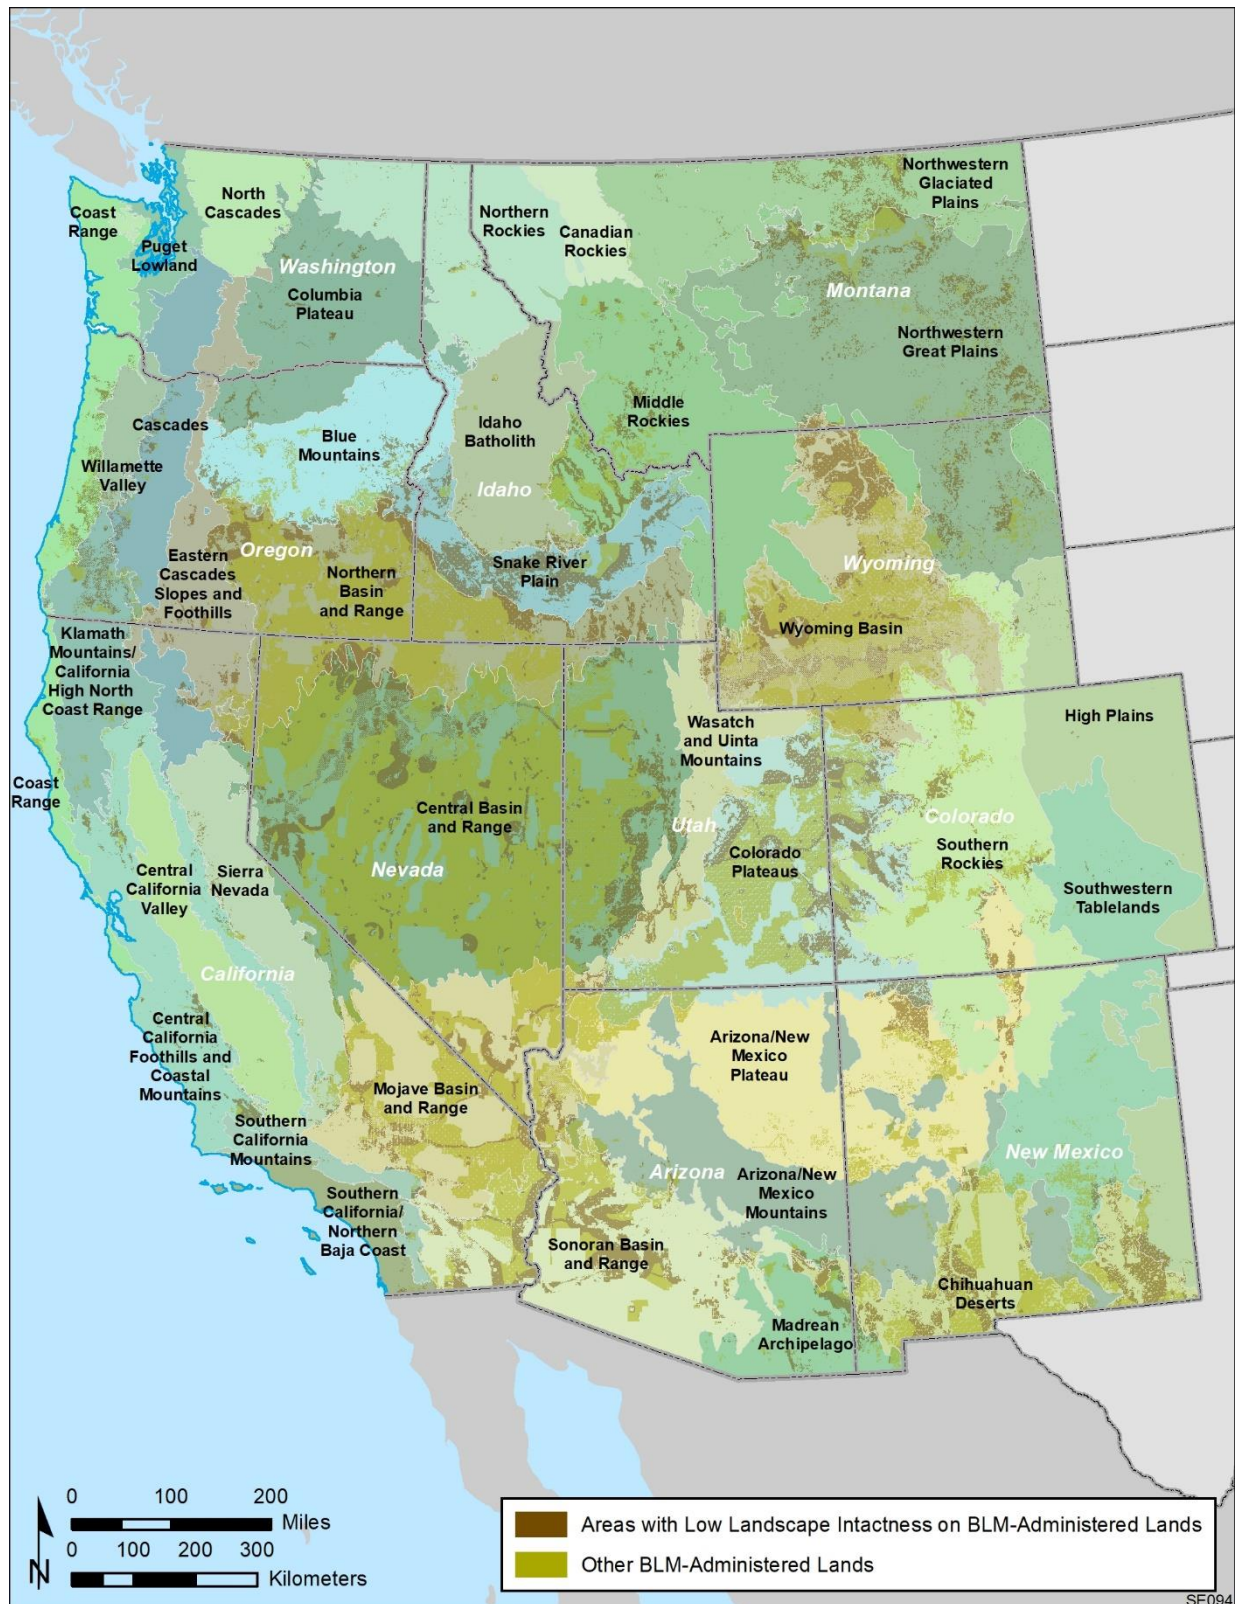 Northwestern
Glaciated
Plains
North
Cascades
Coast
Range
Northern
Rockies
Canadian
Rockies
Puget
Lowland
Washington
Columbia
Plateau
Montana
Northwestern
Great Plains
Middle
Rockies
Cascades
Idaho
Batholith
Blue
Mountains
Willamette
Valley
Idaho
Oregon
Eastern
Cascades
Slopes and
Foothills
Northern
Basin
and Range
Snake River
Plain
Wyoming
Wyoming Basin
Klamath
Mountains/
California
High North
Coast Range
Wasatch
and Uinta
Mountains
High Plains
Coast
Range
Central Basin
and Range
Utah
Colorado
Southern
Rockies
Nevada
Colorado
Plateaus
Central
California
Valley
Sierra
Nevada
Southwestern
Tablelands
California
Central
California
Foothills and
Coastal
Mountains
Arizona/New
Mexico
Plateau
Mojave Basin
and Range
Southern
California
Mountains
Arizona
Arizona/New
Mexico
Mountains
New Mexico
Southern
California/
Northern
Baja Coast
Sonoran Basin
and Range
Chihuahuan
Deserts
Madrean
Archipelago
0 100 200
Miles
0 100 200 300
Kilometers
N
Areas with Low Landscape Intactness on BLM-Administered Lands
Other BLM-Administered Lands
SE094